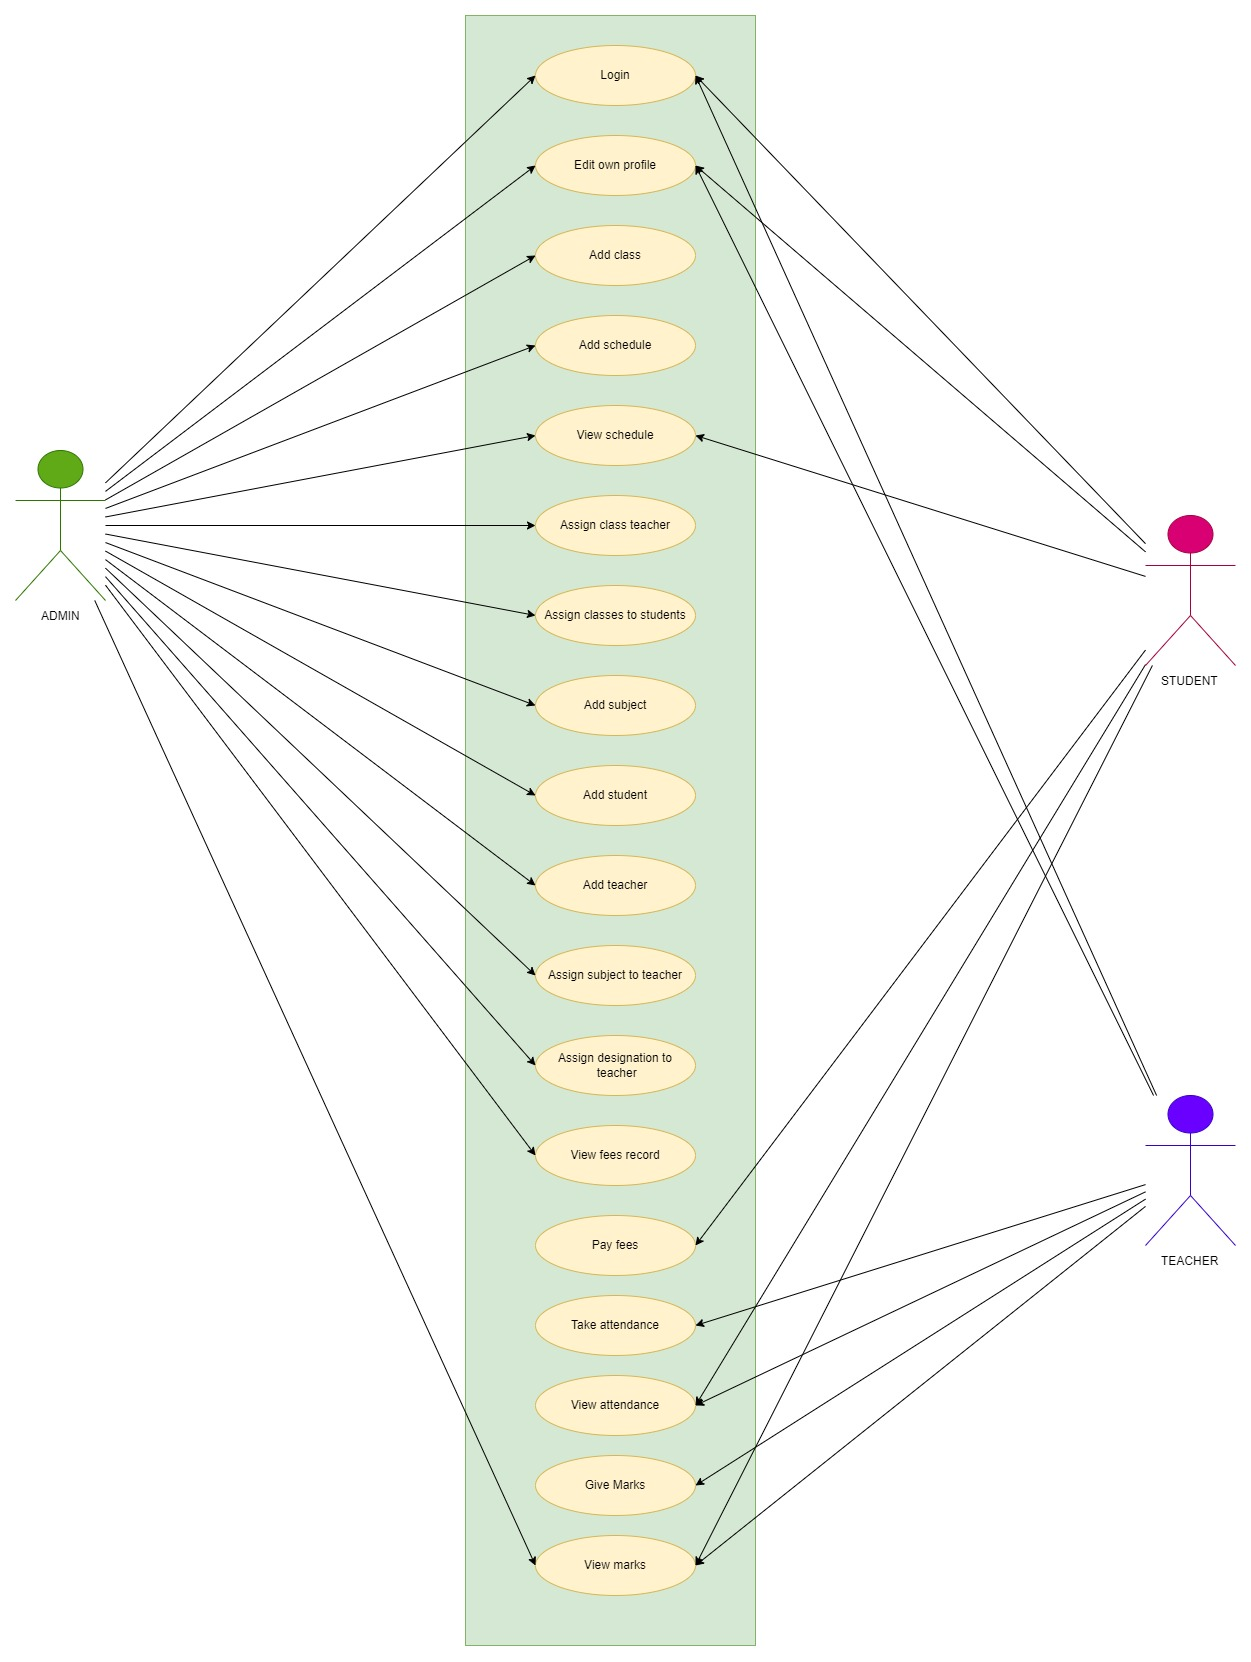 Login
Edit own profile
Add class
Add schedule
View schedule
Assign class teacher
Assign classes to students
Add subject
Add student
Add teacher
Assign subject to teacher
Assign designation to
teacher
View fees record
Pay fees
Take attendance
View attendance
Give Marks
View marks
ADMIN
STUDENT
TEACHER